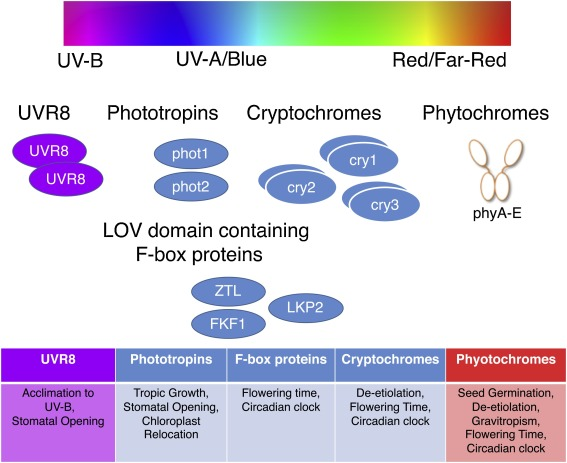 UV-B
UV-A/Blue
Red/Far-Red
UVR8
Phototropins
Cryptochromes
Phytochromes
UVR8
UVR8
phot1
phot2
cry1
cry2
cry3
phyA-E
LOV domain containing
F-box proteins
ZTL
LKP2
FKF1
UVR8
Phototropins
F-box proteins
Cryptochromes
Phyotochromes
Acclimation to
UV-B,
Stomatal Opening
Tropic Growth,
Stomatal Opening,
Chloroplast
Relocation
Flowering time,
Circadian clock
De-etiolation,
Flowering Time,
Circadian clock
Seed Germination,
De-etiolation,
Gravitropism,
Flowering Time,
Circadian clock